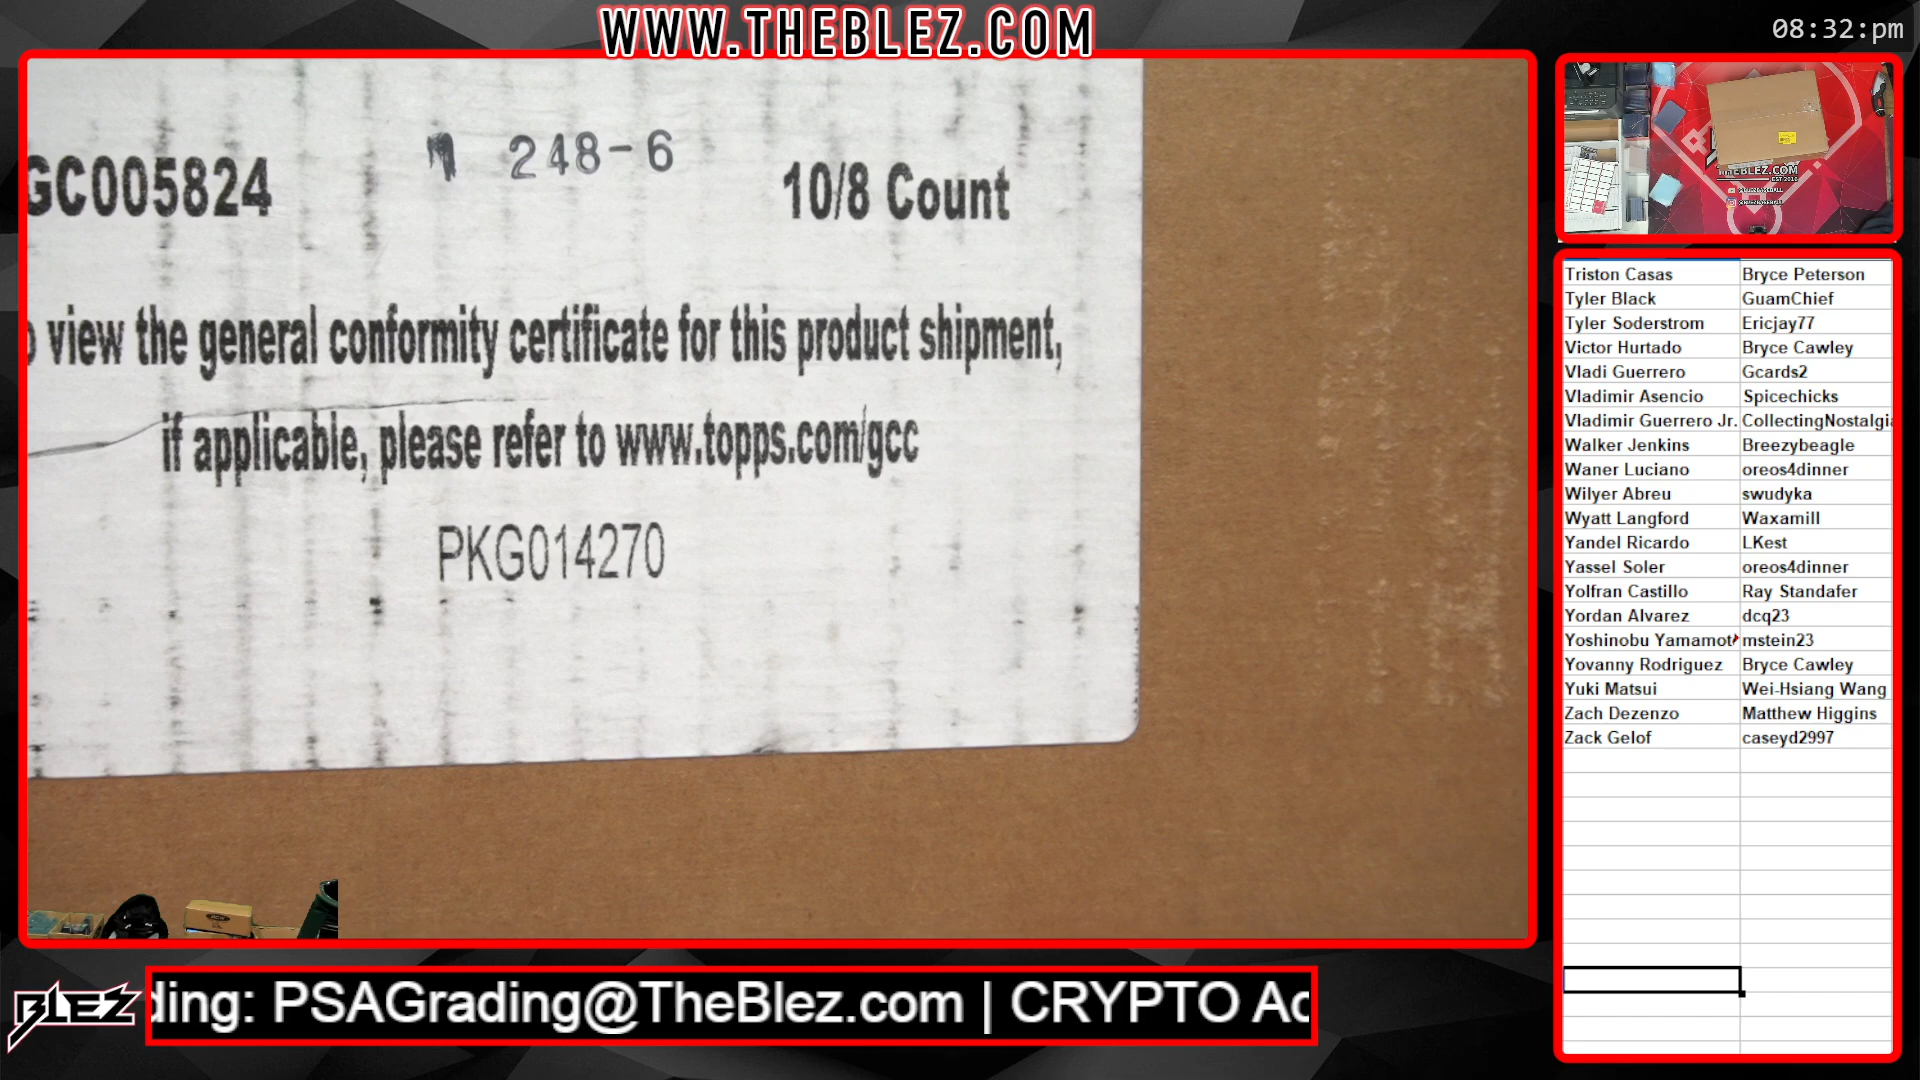 WWW.THEBLEZ.COM
08:32:pm
GC005824
248-6
10/8 Count
view the general conformity certificate for this product shipment,
if applicable, please refer to www.topps.com/gcc
PKG014270
THEBLEZ.COM
Triston Casas Bryce Peterson
Tyler Black GuamChief
Tyler Soderstrom Ericjay77
Victor Hurtado Bryce Cawley
Vladi Guerrero Gcards2
Vladimir Asencio Spicechicks
Vladimir Guerrero Jr. CollectingNostalgia
Walker Jenkins Breezybeagle
Waner Luciano oreos4dinner
Wilyer Abreu swudyka
Wyatt Langford Waxamill
Yandel Ricardo LKest
Yassel Soler oreos4dinner
Yolfran Castillo Ray Standafer
Yordan Alvarez dcq23
Yoshinobu Yamamot mstein23
Yovanny Rodriguez Bryce Cawley
Yuki Matsui Wei-Hsiang Wang
Zach Dezenzo Matthew Higgins
Zack Gelof caseyd2997
BLEZ
ding: PSAGrading@TheBlez.com | CRYPTO Ac